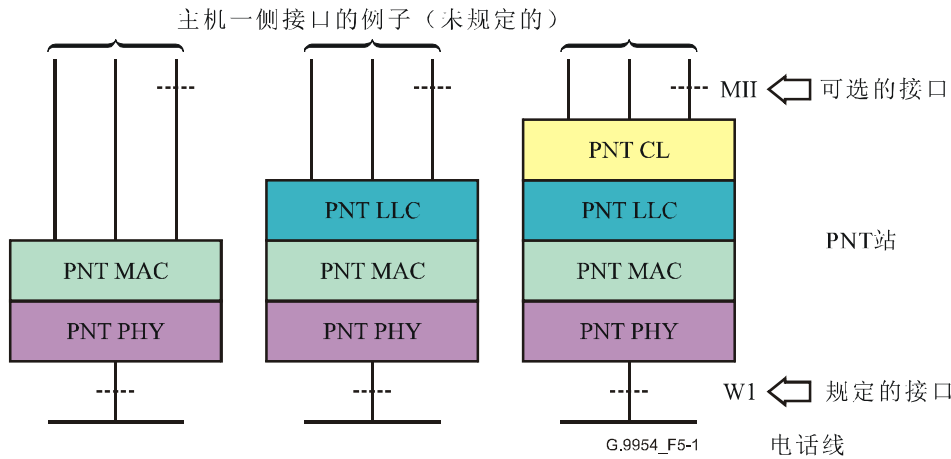 主机一侧接口的例子（未规定的）
MII 可选的接口
PNT CL
PNT LLC PNT LLC
PNT MAC PNT MAC PNT MAC
PNT站
PNT PHY PNT PHY PNT PHY
W1 规定的接口
G.9954_F5-1 电话线